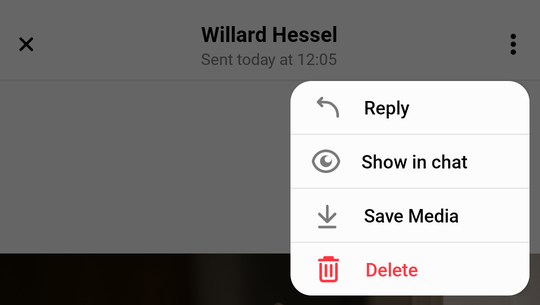 Willard Hessel
Sent today at 12:05
Reply
Show in chat
Save Media
Delete